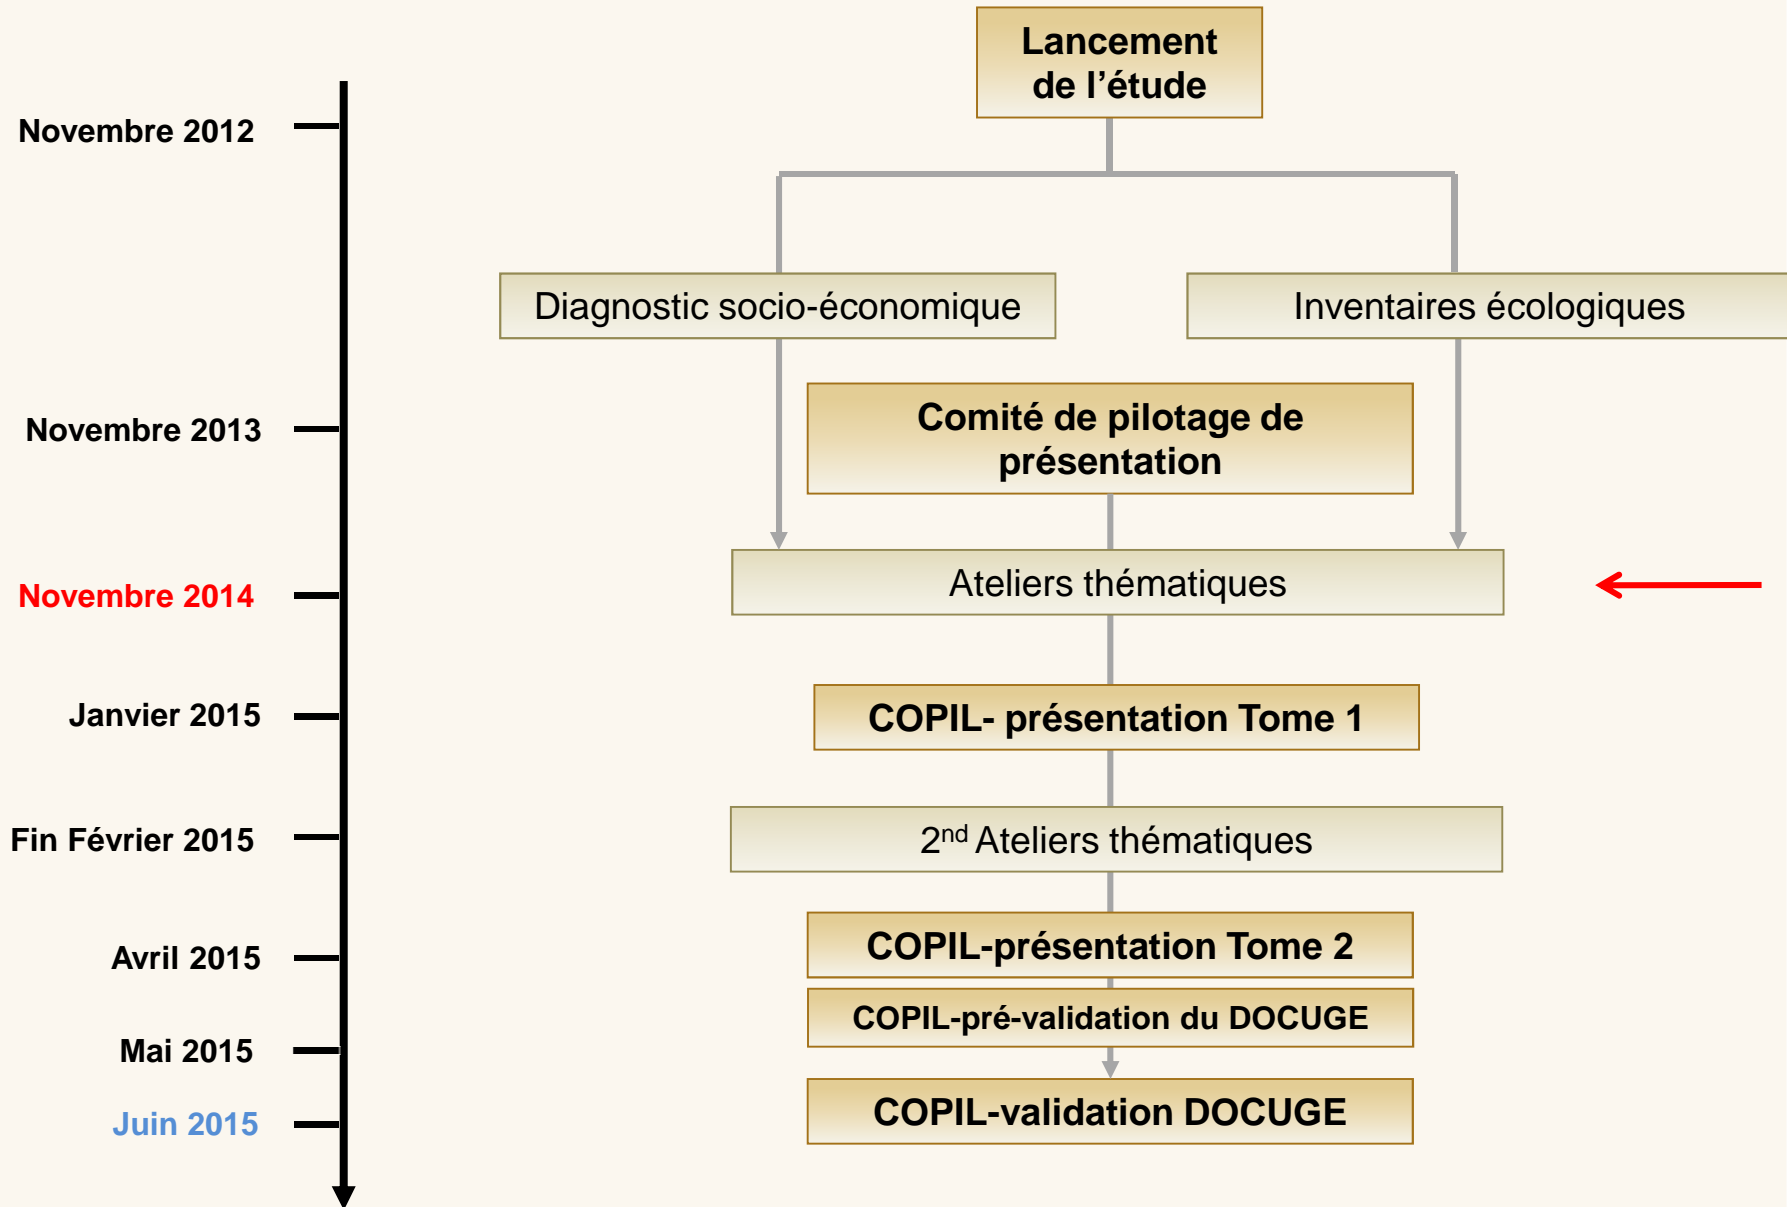 Lancement
de l’étude
Novembre 2012
Diagnostic socio-économique
Inventaires écologiques
Novembre 2013
Comité de pilotage de
présentation
Novembre 2014
Ateliers thématiques
Janvier 2015
COPIL- présentation Tome 1
Fin Février 2015
2nd Ateliers thématiques
Avril 2015
COPIL-présentation Tome 2
COPIL-pré-validation du DOCUGE
Mai 2015
Juin 2015
COPIL-validation DOCUGE